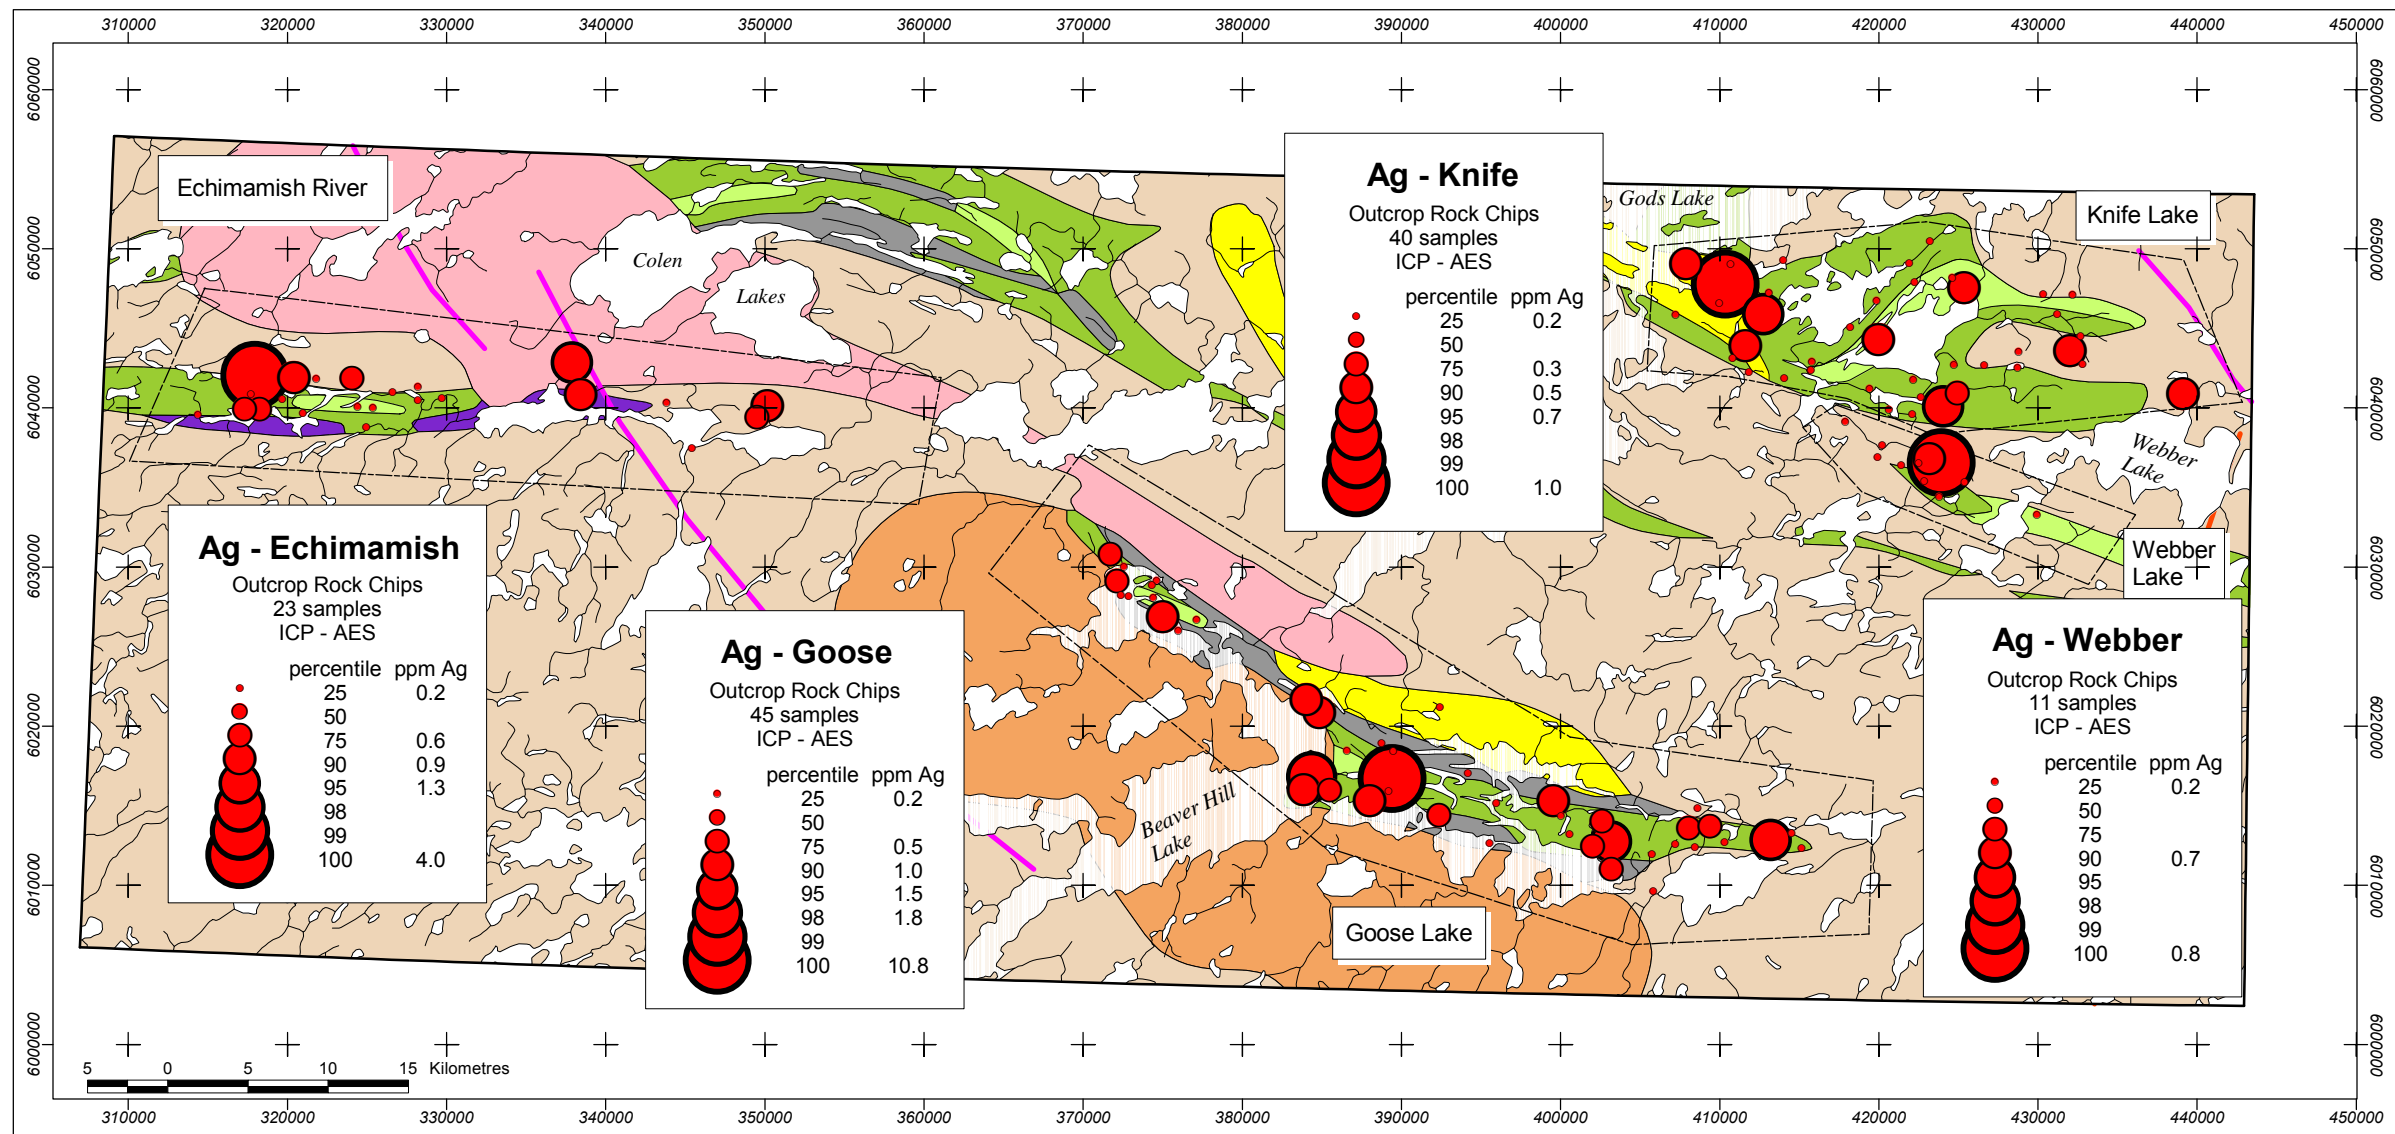 310000 320000 330000 340000 350000 360000 370000 380000 390000 400000 410000 420000 430000 440000 450000
6060000
6050000
6040000
6030000
6020000
6010000
6000000
6060000
6050000
6040000
6030000
6020000
6010000
6000000
Echimamish River
Colen
Lakes
Gods Lake
Knife Lake
Webber
Lake
Webber
Lake
Beaver Hill
Lake
Goose Lake
Ag - Knife
Outcrop Rock Chips
40 samples
ICP - AES
percentile ppm Ag
25 0.2
50
75 0.3
90 0.5
95 0.7
98
99
100 1.0
Ag - Echimamish
Outcrop Rock Chips
23 samples
ICP - AES
percentile ppm Ag
25 0.2
50
75 0.6
90 0.9
95 1.3
98
99
100 4.0
Ag - Goose
Outcrop Rock Chips
45 samples
ICP - AES
percentile ppm Ag
25 0.2
50
75 0.5
90 1.0
95 1.5
98 1.8
99
100 10.8
Ag - Webber
Outcrop Rock Chips
11 samples
ICP - AES
percentile ppm Ag
25 0.2
50
75
90 0.7
95
98
99
100 0.8
5 0 5 10 15 Kilometres
310000 320000 330000 340000 350000 360000 370000 380000 390000 400000 410000 420000 430000 440000 450000